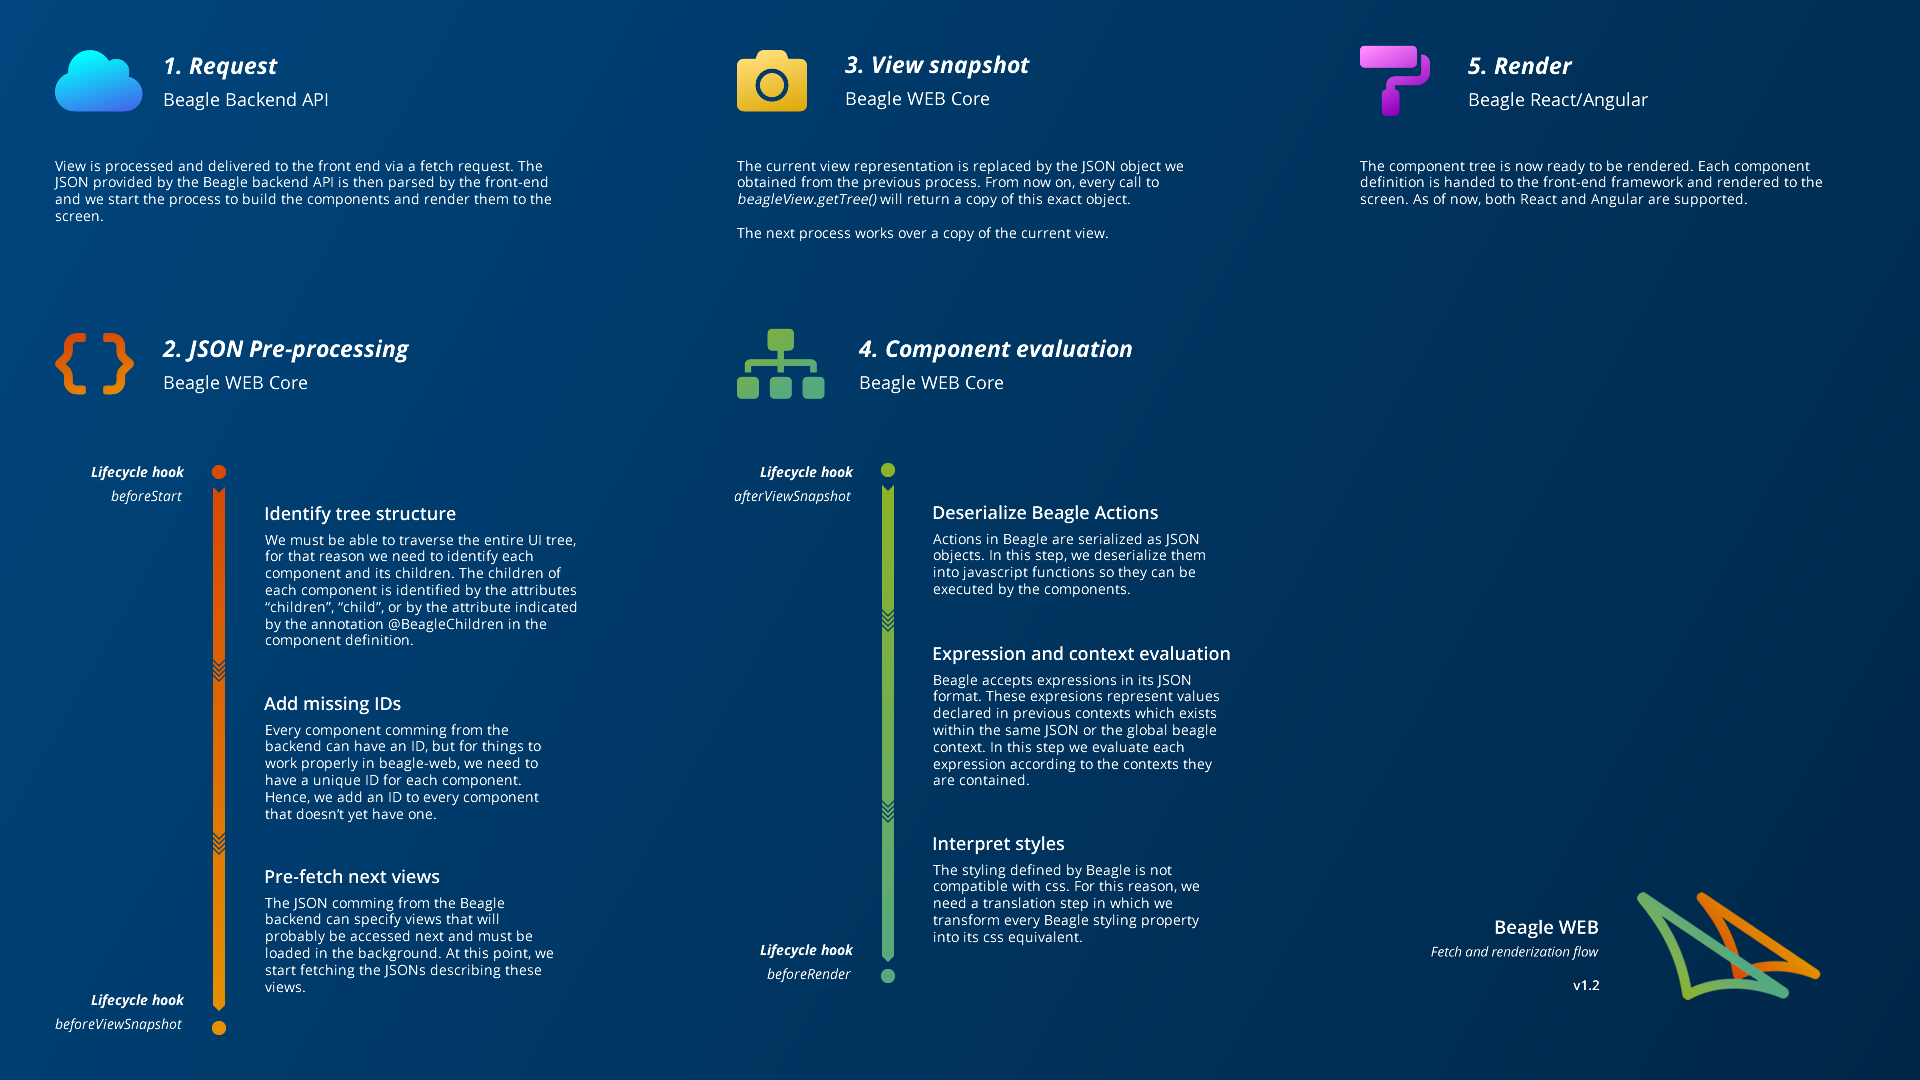 1. Request
Beagle Backend API
View is processed and delivered to the front end via a fetch request. The
JSON provided by the Beagle backend API is then parsed by the front-end
and we start the process to build the components and render them to the
screen.
2. JSON Pre-processing
Beagle WEB Core
Lifecycle hook
beforeStart
Identify tree structure
We must be able to traverse the entire UI tree,
for that reason we need to identify each
component and its children. The children of
each component is identified by the attributes
“children”, “child”, or by the attribute indicated
by the annotation @BeagleChildren in the
component definition.
Add missing IDs
Every component comming from the
backend can have an ID, but for things to
work properly in beagle-web, we need to
have a unique ID for each component.
Hence, we add an ID to every component
that doesn’t yet have one.
Pre-fetch next views
The JSON comming from the Beagle
backend can specify views that will
probably be accessed next and must be
loaded in the background. At this point, we
start fetching the JSONs describing these
views.
Lifecycle hook
beforeViewSnapshot
3. View snapshot
Beagle WEB Core
The current view representation is replaced by the JSON object we
obtained from the previous process. From now on, every call to
beagleView.getTree() will return a copy of this exact object.
The next process works over a copy of the current view.
4. Component evaluation
Beagle WEB Core
Lifecycle hook
afterViewSnapshot
Deserialize Beagle Actions
Actions in Beagle are serialized as JSON
objects. In this step, we deserialize them
into javascript functions so they can be
executed by the components.
Expression and context evaluation
Beagle accepts expressions in its JSON
format. These expresions represent values
declared in previous contexts which exists
within the same JSON or the global beagle
context. In this step we evaluate each
expression according to the contexts they
are contained.
Interpret styles
The styling defined by Beagle is not
compatible with css. For this reason, we
need a translation step in which we
transform every Beagle styling property
into its css equivalent.
Lifecycle hook
beforeRender
5. Render
Beagle React/Angular
The component tree is now ready to be rendered. Each component
definition is handed to the front-end framework and rendered to the
screen. As of now, both React and Angular are supported.
Beagle WEB
Fetch and renderization flow
v1.2